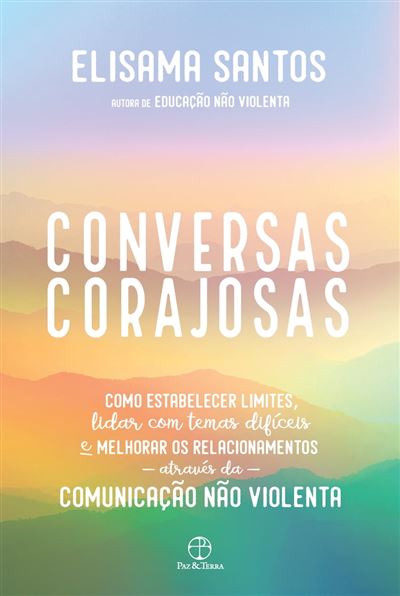 ELISAMA SANTOS
AUTORA DE EDUCAÇÃO NÃO VIOLENTA
CONVERSAS
CORAJOSAS
COMO ESTABELECER LIMITES,
lidar com temas difíceis
e MELHORAR OS RELACIONAMENTOS
— através da —
COMUNICAÇÃO NÃO VIOLENTA
PAZ & TERRA